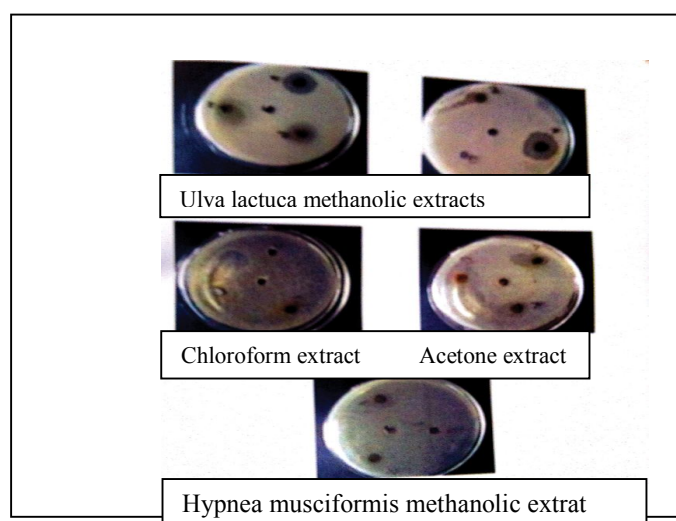 Ulva lactuca methanolic extracts
Chloroform extract Acetone extract
Hypnea musciformis methanolic extrat